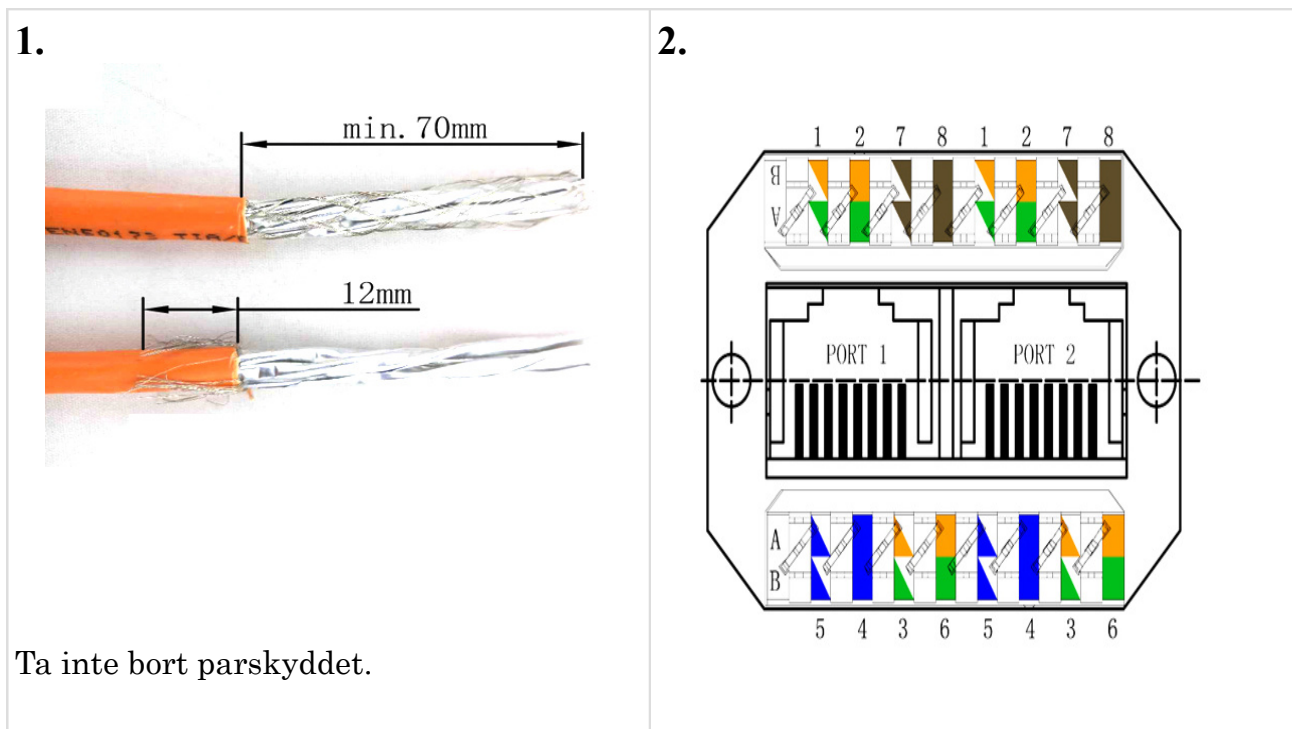 1.
min. 70mm
12mm
Ta inte bort parskyddet.
2.
1 2 7 8 1 2 7 8
B
A
PORT 1 PORT 2
A
B
5 4 3 6 5 4 3 6